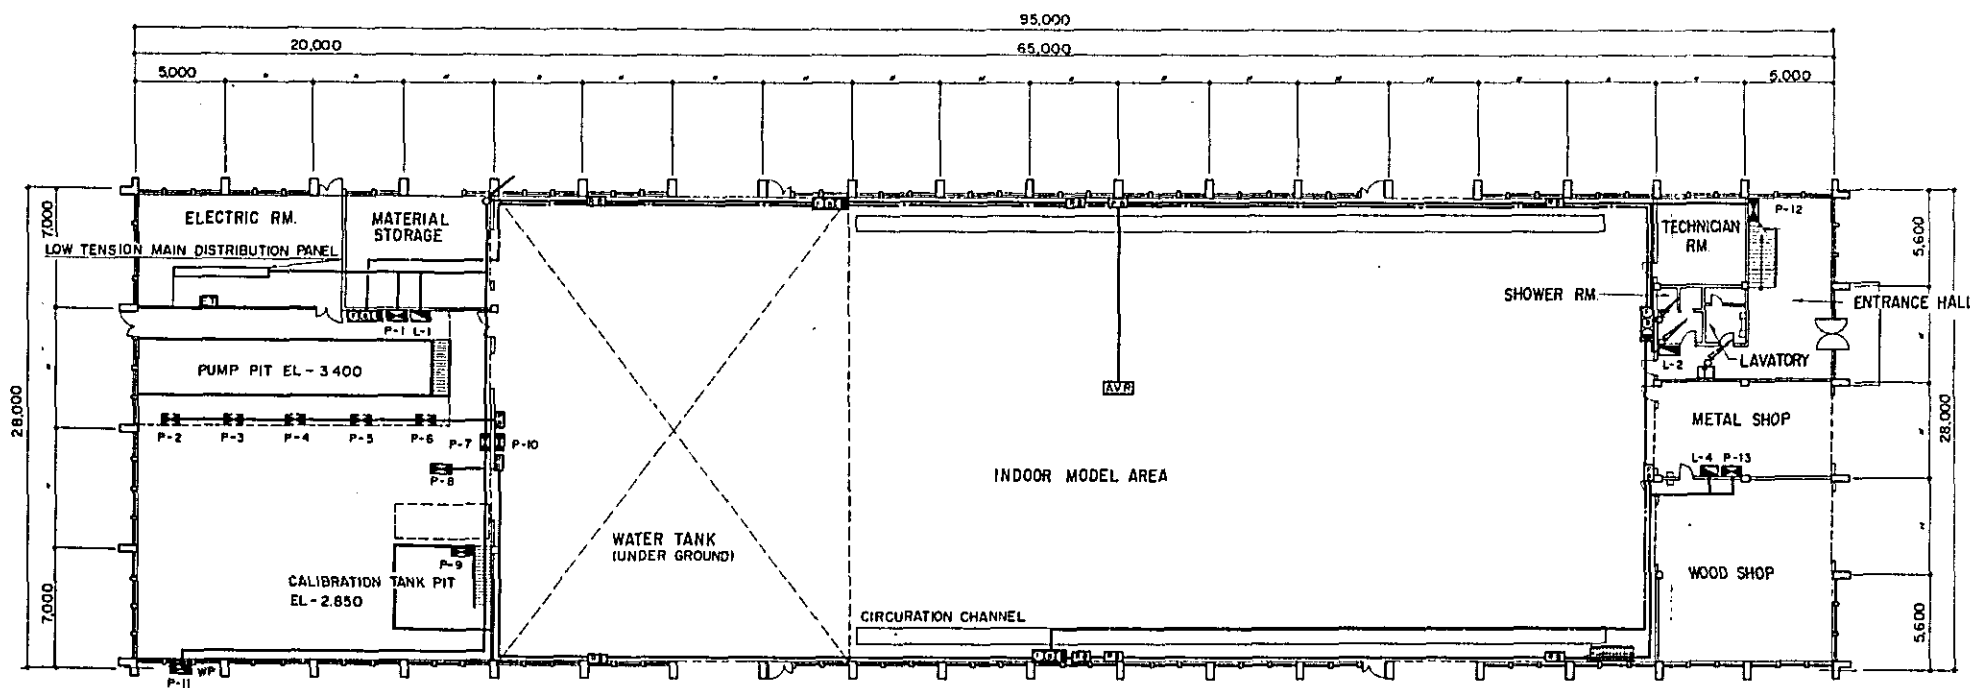 95,000
20,000
65,000
5,000
5,000
ELECTRIC RM.
MATERIAL
STORAGE
LOW TENSION MAIN DISTRIBUTION PANEL
7,000
28,000
7,000
P-1 L-1
PUMP PIT EL-3400
P-2
P-3
P-4
P-5
P-6
P-7
P-10
P-8
P-9
CALIBRATION TANK PIT
EL-2.850
P-11
WP
WATER TANK
(UNDER GROUND)
AVR
INDOOR MODEL AREA
CIRCURATION CHANNEL
TECHNICIAN
RM.
P-12
SHOWER RM.
ENTRANCE HALL
L-2
LAVATORY
METAL SHOP
L-4 P-13
WOOD SHOP
5,600
28,000
5,600